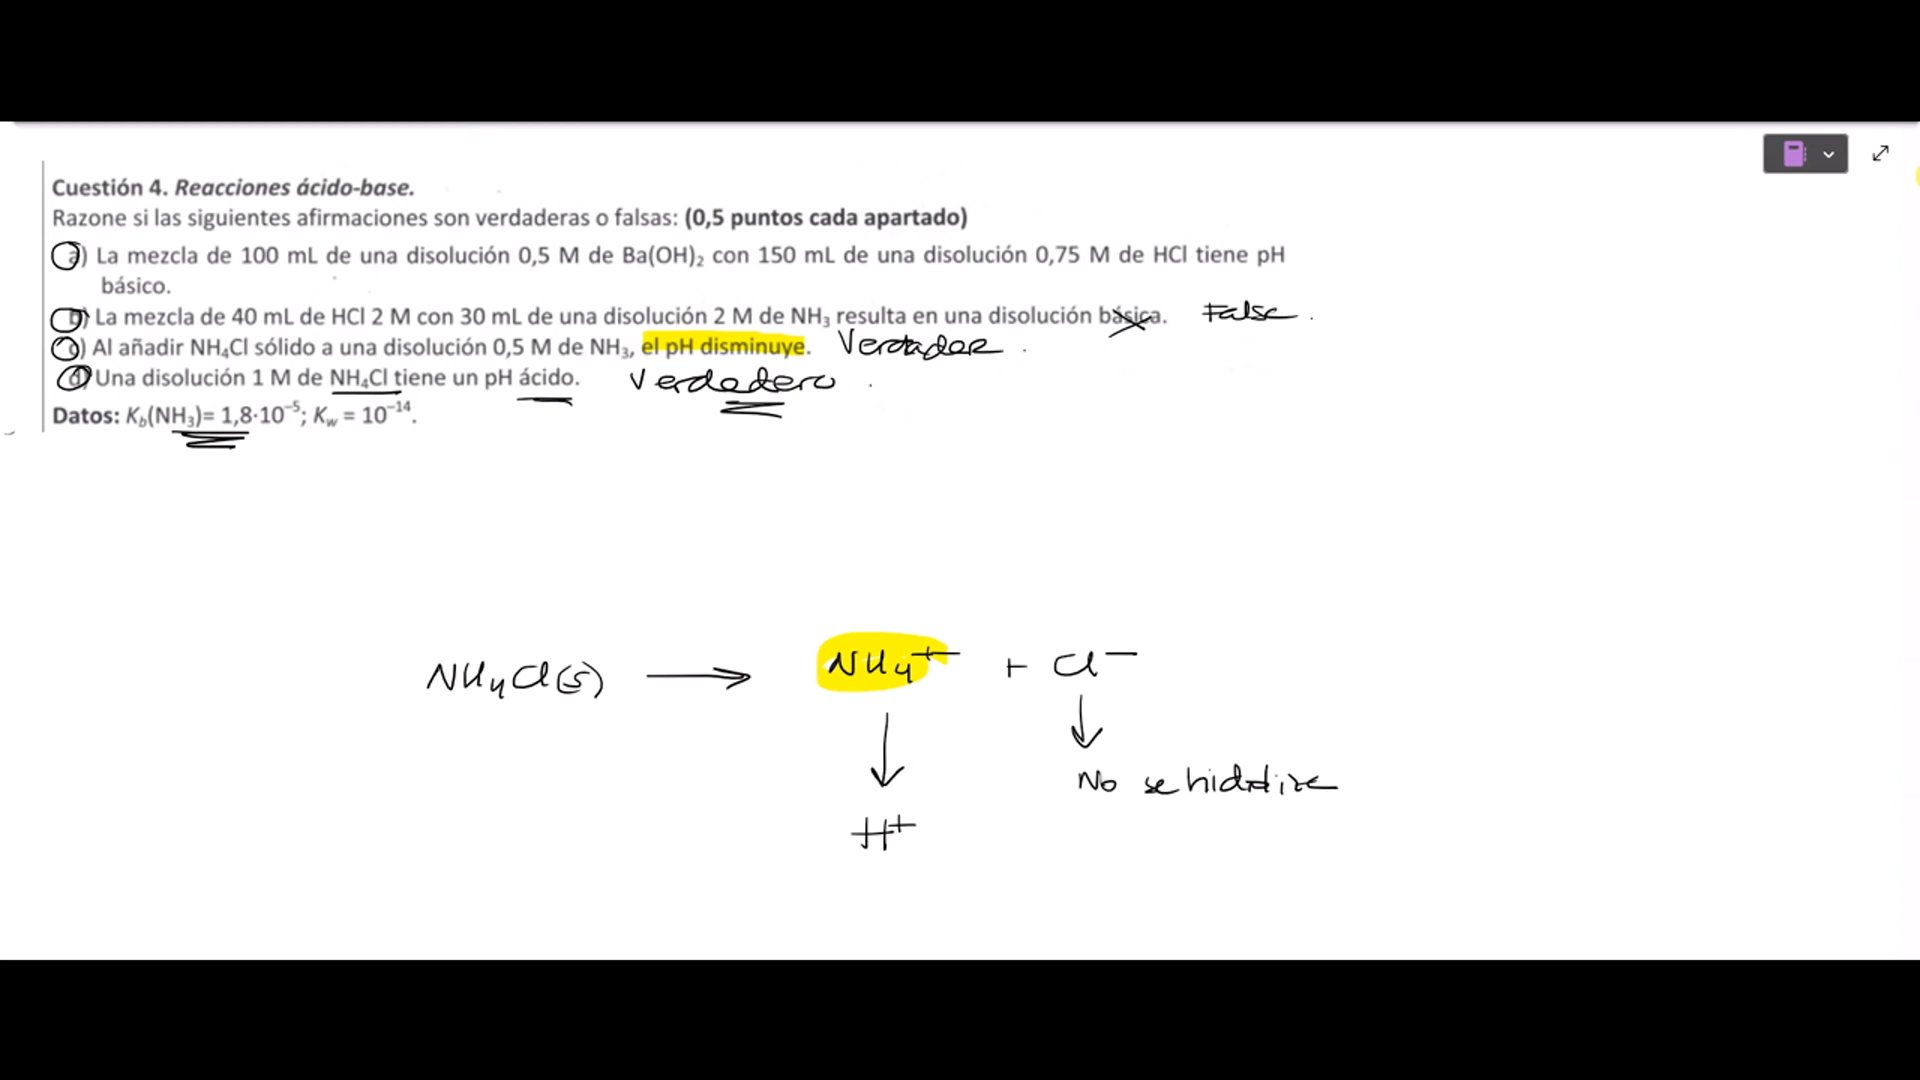 Cuestión 4. Reacciones ácido-base.
Razone si las siguientes afirmaciones son verdaderas o falsas: (0,5 puntos cada apartado)
a) La mezcla de 100 mL de una disolución 0,5 M de Ba(OH)₂ con 150 mL de una disolución 0,75 M de HCl tiene pH
básico.
b) La mezcla de 40 mL de HCl 2 M con 30 mL de una disolución 2 M de NH₃ resulta en una disolución básica. False.
c) Al añadir NH₄Cl sólido a una disolución 0,5 M de NH₃, el pH disminuye. Verdader.
d) Una disolución 1 M de NH₄Cl tiene un pH ácido. Verdadero.
Datos: Kb(NH₃)= 1,8·10⁻⁵; Kw = 10⁻¹⁴.
NH₄Cl(s) → NH₄⁺ + Cl⁻
No se
H⁺